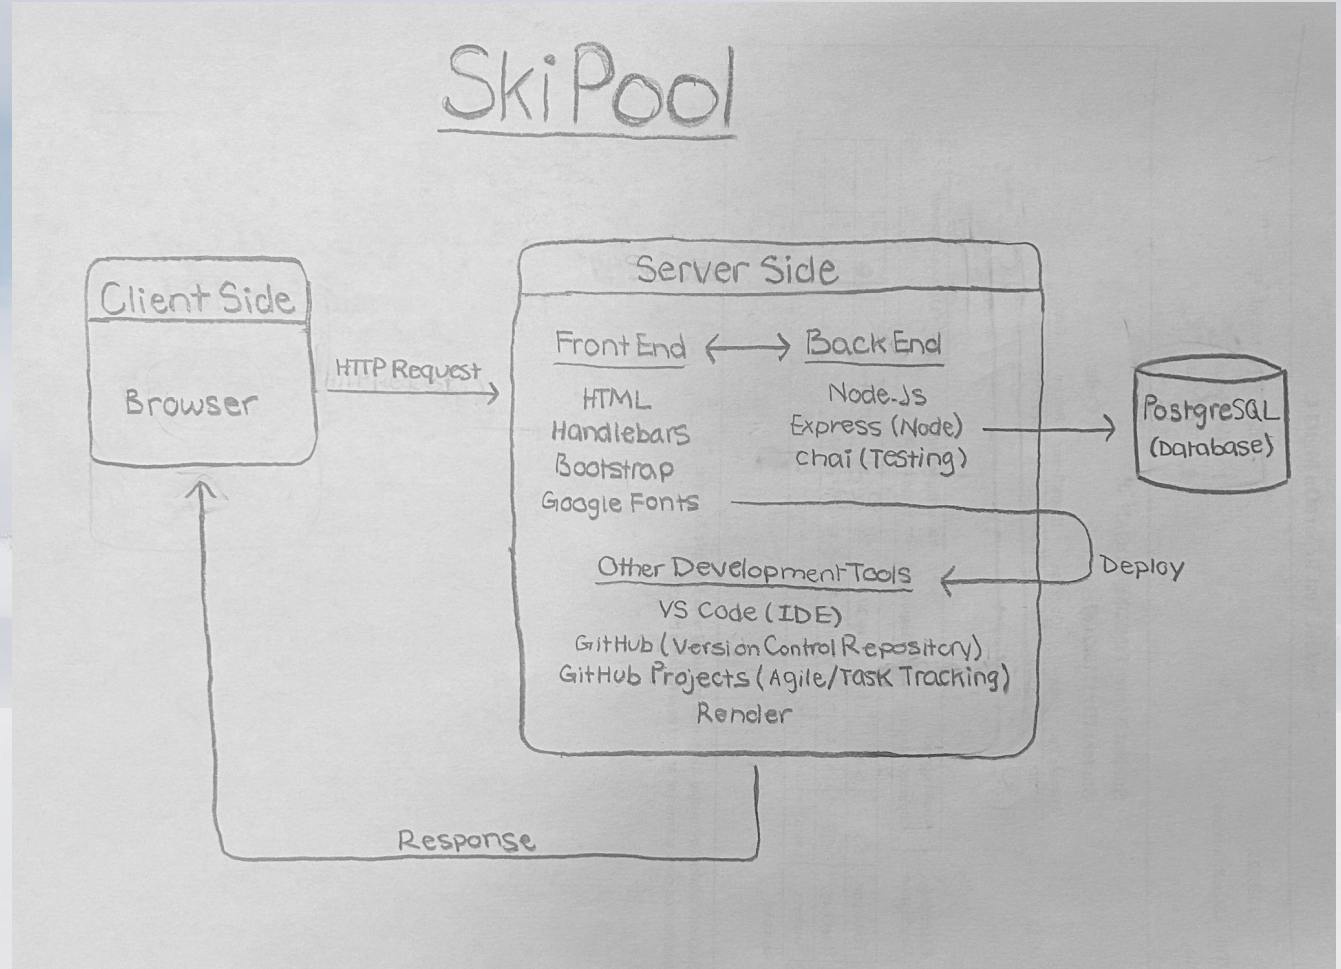 SkiPool
Client Side
Browser
HTTP Request
Server Side
Front End
HTML
Handlebars
Bootstrap
Google Fonts
Back End
Node.Js
Express (Node)
Chai (Testing)
PostgreSQL
(Database)
Deploy
Other Development Tools
VS Code (IDE)
GitHub (Version Control Repository)
GitHub Projects (Agile/Task Tracking)
Render
Response